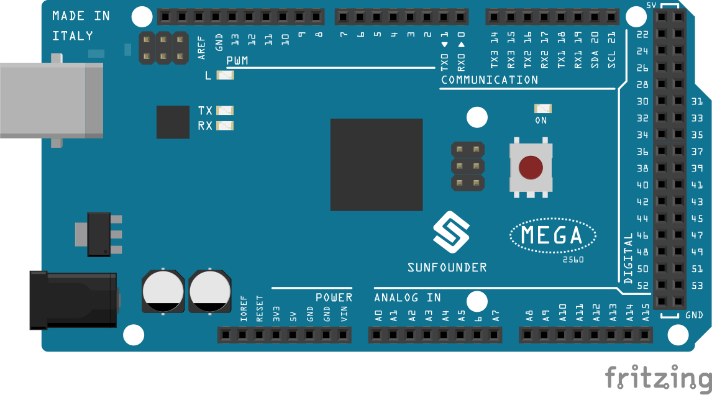 MADE IN
ITALY
AREF
GND
13
12
11
10
9
8
7
6
5
4
3
2
TX0 ◄ 1
RX0 ► 0
TX3 14
RX3 15
TX2 16
RX2 17
TX1 18
RX1 19
SDA 20
SCL 21
5V
PWM
COMMUNICATION
L
TX
RX
ON
22
24
26
28
30
32
34
36
38
40
42
44
46
48
50
52
31
33
35
37
39
41
43
45
47
49
51
53
GND
DIGITAL
MEGA
2560
SUNFOUNDER
POWER
ANALOG IN
IOREF
RESET
3V3
5V
GND
GND
VIN
A0
A1
A2
A3
A4
A5
6
A7
A8
A9
A10
A11
A12
A13
A14
A15
fritzing